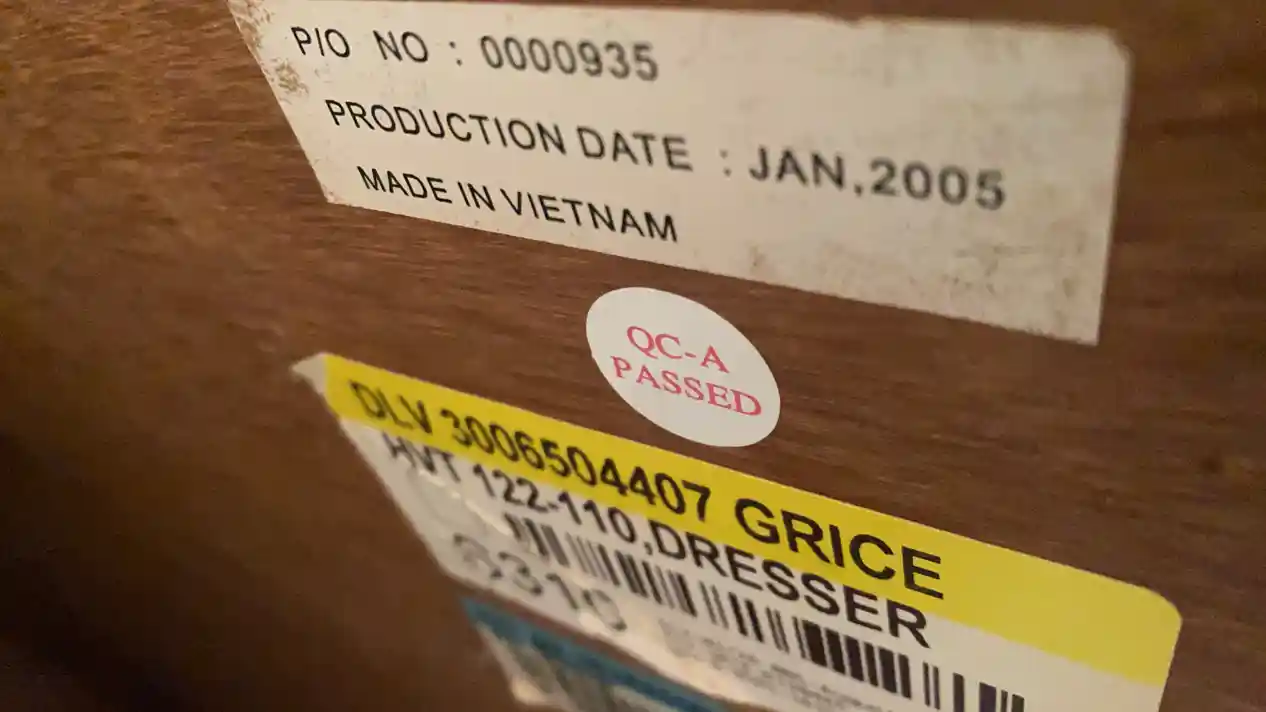 P/O NO : 0000935
PRODUCTION DATE : JAN,2005
MADE IN VIETNAM
QC-A
PASSED
DLV 3006504407 GRICE
HVT 122-110,DRESSER